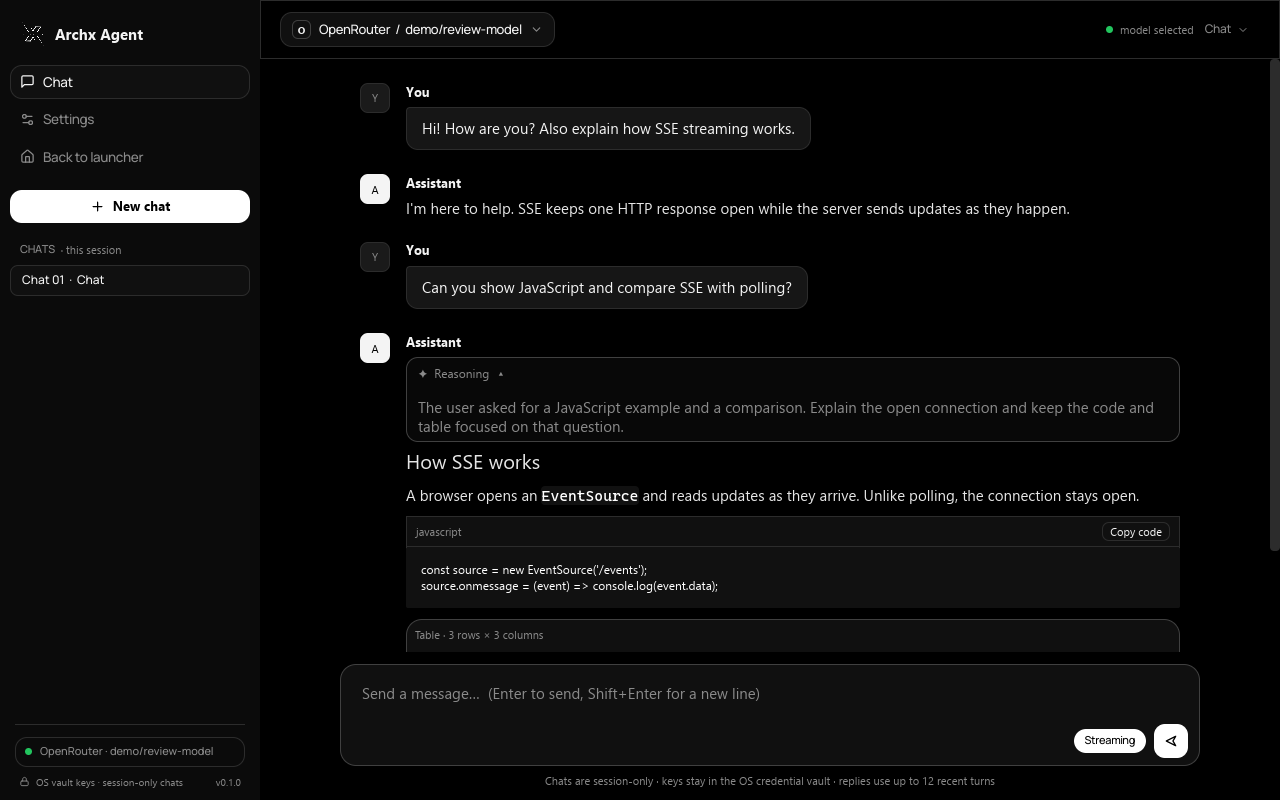 Archx Agent
Chat
Settings
Back to launcher
+ New chat
CHATS · this session
Chat 01 · Chat
OpenRouter · demo/review-model
OS vault keys · session-only chats v0.1.0
o OpenRouter / demo/review-model
model selected Chat
Y You
Hi! How are you? Also explain how SSE streaming works.
A Assistant
I'm here to help. SSE keeps one HTTP response open while the server sends updates as they happen.
Y You
Can you show JavaScript and compare SSE with polling?
A Assistant
Reasoning
The user asked for a JavaScript example and a comparison. Explain the open connection and keep the code and
table focused on that question.
How SSE works
A browser opens an EventSource and reads updates as they arrive. Unlike polling, the connection stays open.
javascript Copy code
const source = new EventSource('/events');
source.onmessage = (event) => console.log(event.data);
Table · 3 rows × 3 columns
Send a message... (Enter to send, Shift+Enter for a new line)
Streaming
Chats are session-only · keys stay in the OS credential vault · replies use up to 12 recent turns